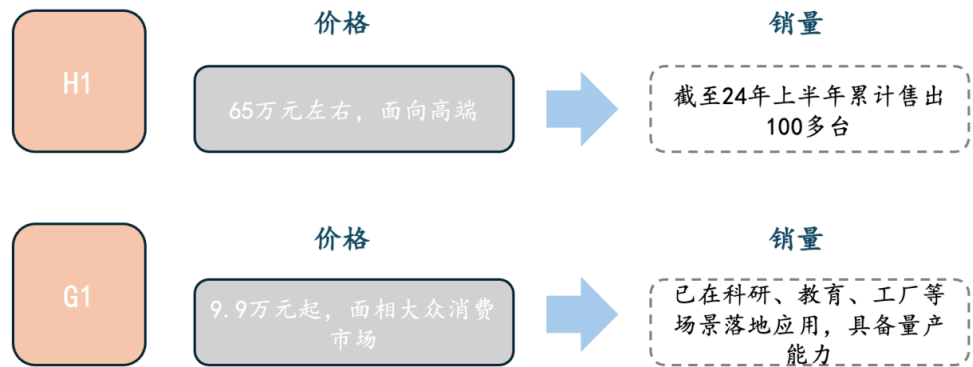 价格
销量
H1
65万元左右，面向高端
截至24年上半年累计售出
100多台
价格
销量
G1
9.9万元起，面相大众消费
市场
已在科研、教育、工厂等
场景落地应用，具备量产
能力